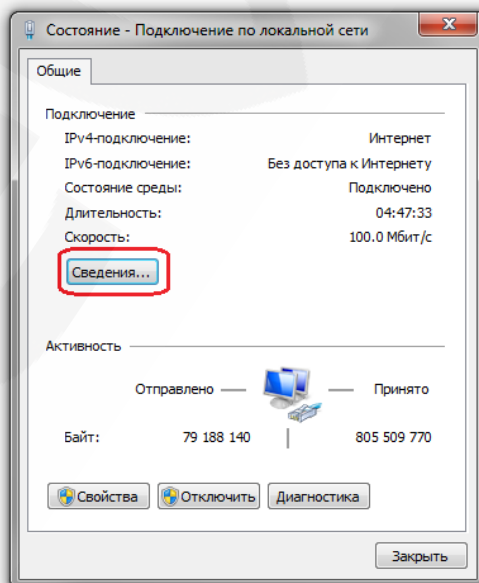 Состояние - Подключение по локальной сети
Общие
Подключение
IPv4-подключение: Интернет
IPv6-подключение: Без доступа к Интернету
Состояние среды: Подключено
Длительность: 04:47:33
Скорость: 100.0 Мбит/с
Сведения...
Активность
Отправлено — — Принято
Байт: 79 188 140 | 805 509 770
Свойства Отключить Диагностика
Закрыть